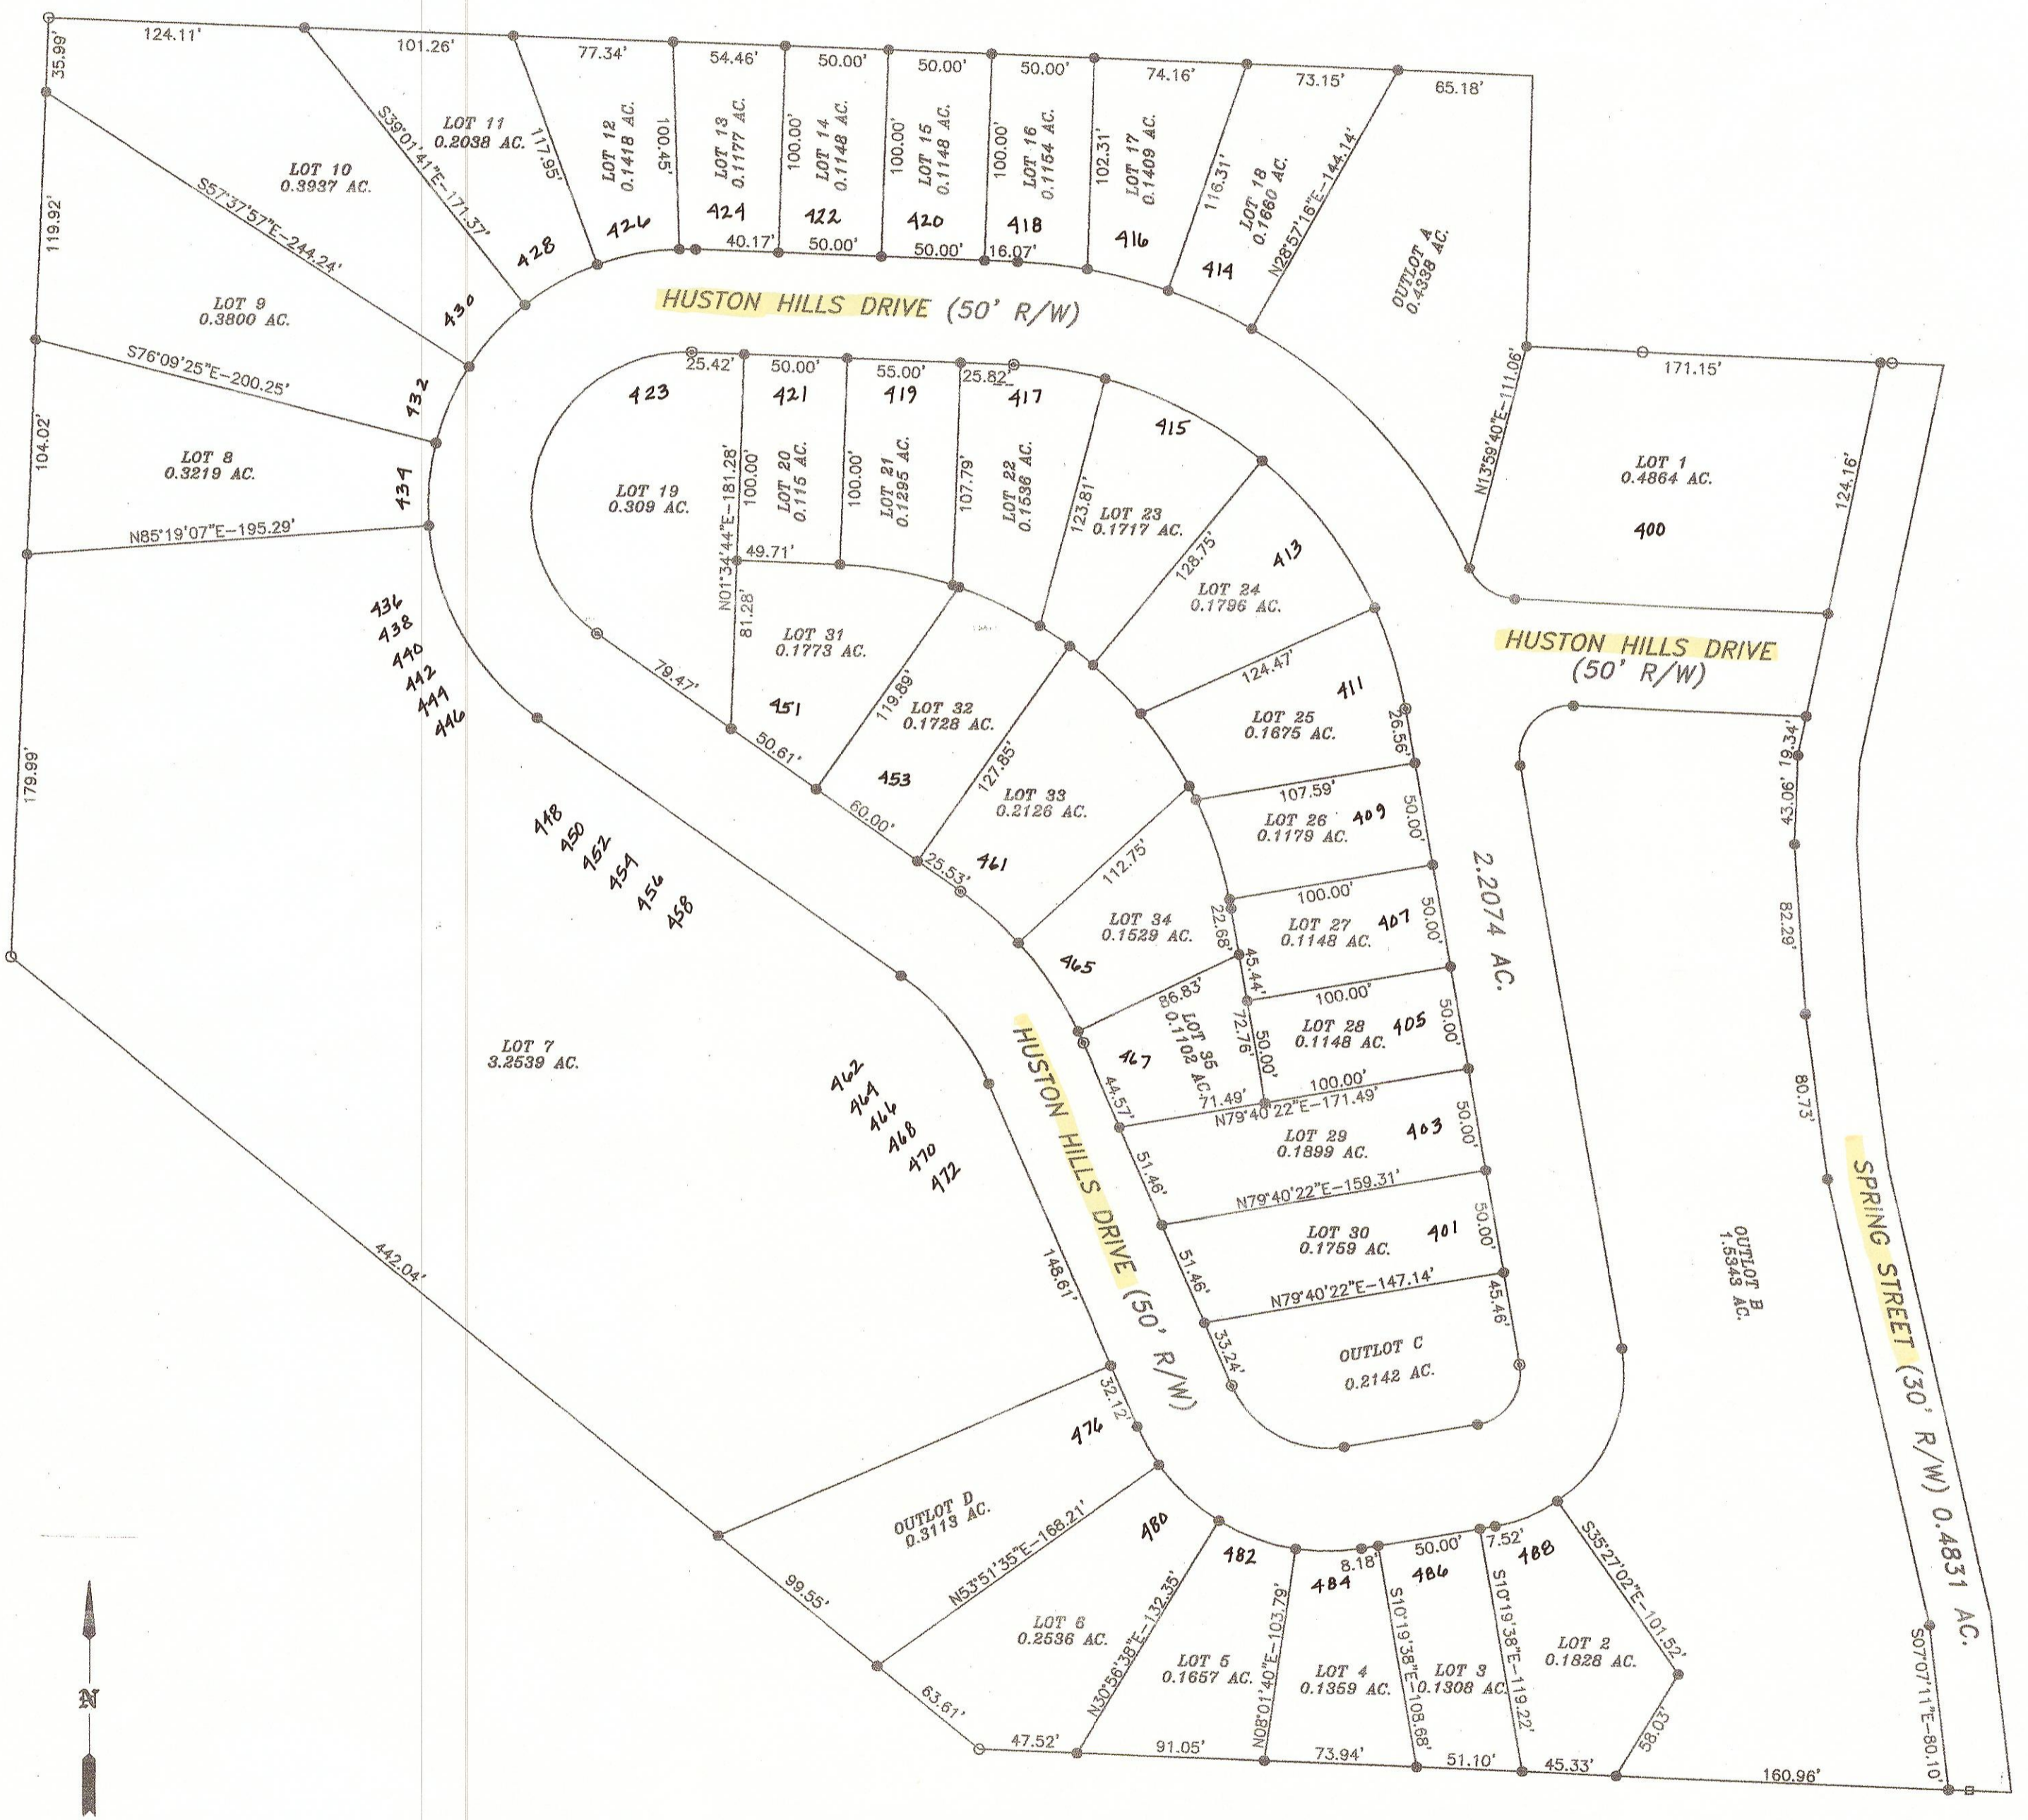 35.99'
124.11'
101.26'
77.34'
54.46'
50.00'
50.00'
50.00'
74.16'
73.15'
65.18'
119.92'
S57°37'57"E-244.24'
LOT 10
0.3937 AC.
S39°01'41"E-171.37'
LOT 11
0.2038 AC.
428
117.95'
LOT 12
0.1418 AC.
426
100.45'
LOT 13
0.1177 AC.
424
40.17'
100.00'
LOT 14
0.1148 AC.
422
50.00'
100.00'
LOT 15
0.1148 AC.
420
50.00'
100.00'
LOT 16
0.1154 AC.
418
16.07'
102.31'
LOT 17
0.1409 AC.
416
116.31'
LOT 18
0.1660 AC.
414
N28°57'16"E-144.14'
OUTLOT A
0.4338 AC.
430
LOT 9
0.3800 AC.
432
S76°09'25"E-200.25'
104.02'
LOT 8
0.3219 AC.
434
N85°19'07"E-195.29'
HUSTON HILLS DRIVE (50' R/W)
N13°59'40"E-111.06'
171.15'
LOT 1
0.4864 AC.
400
124.16'
423
LOT 19
0.309 AC.
25.42'
50.00'
55.00'
25.82'
421
419
417
415
N01°34'44"E-181.28'
100.00'
LOT 20
0.115 AC.
100.00'
LOT 21
0.1295 AC.
107.79'
LOT 22
0.1536 AC.
123.81'
LOT 23
0.1717 AC.
128.75'
413
LOT 24
0.1796 AC.
124.47'
49.71'
81.28'
LOT 31
0.1773 AC.
451
79.47'
50.61'
119.89'
LOT 32
0.1728 AC.
453
60.00'
127.85'
LOT 33
0.2126 AC.
461
25.53'
112.75'
411
LOT 25
0.1675 AC.
26.56'
107.59'
LOT 26
0.1179 AC.
409
50.00'
100.00'
LOT 27
0.1148 AC.
407
50.00'
22.68'
45.44'
100.00'
LOT 28
0.1148 AC.
405
50.00'
LOT 34
0.1529 AC.
465
86.83'
LOT 35
0.1102 AC.
467
72.76'
50.00'
44.57'
71.49'
100.00'
N79°40'22"E-171.49'
LOT 29
0.1899 AC.
403
50.00'
51.46'
N79°40'22"E-159.31'
LOT 30
0.1759 AC.
401
50.00'
51.46'
N79°40'22"E-147.14'
45.46'
33.24'
OUTLOT C
0.2142 AC.
HUSTON HILLS DRIVE
(50' R/W)
2.2074 AC.
19.34'
43.06'
82.29'
80.73'
OUTLOT B
1.5343 AC.
SPRING STREET (30' R/W) 0.4831 AC.
S07°07'11"E-80.10'
436
438
440
442
444
446
448
450
452
454
456
458
179.99'
LOT 7
3.2539 AC.
462
464
466
468
470
472
HUSTON HILLS DRIVE (50' R/W)
148.61'
442.04'
32.12'
476
OUTLOT D
0.3113 AC.
99.55'
N53°51'35"E-168.21'
480
LOT 6
0.2536 AC.
63.61'
47.52'
N30°56'38"E-132.35'
482
LOT 5
0.1657 AC.
91.05'
N08°01'40"E-103.79'
8.18'
484
LOT 4
0.1359 AC.
73.94'
S10°19'38"E-108.68'
50.00'
486
LOT 3
0.1308 AC.
51.10'
S10°19'38"E-119.22'
7.52'
488
LOT 2
0.1828 AC.
45.33'
S35°27'02"E-101.52'
58.03'
160.96'
N